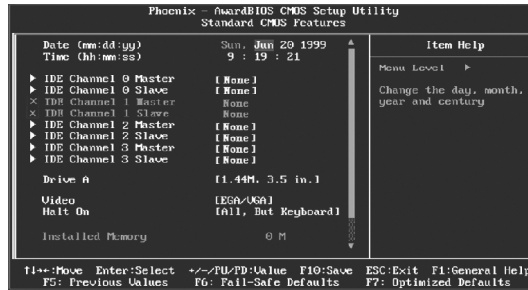 Phoenix - AwardBIOS CMOS Setup Utility
Standard CMOS Features
Date (mm:dd:yy) Sun, Jun 20 1999
Time (hh:mm:ss) 9 : 19 : 21
IDE Channel 0 Master [None]
IDE Channel 0 Slave [None]
IDE Channel 1 Master None
IDE Channel 1 Slave None
IDE Channel 2 Master [None]
IDE Channel 2 Slave [None]
IDE Channel 3 Master [None]
IDE Channel 3 Slave [None]
Drive A [1.44M, 3.5 in.]
Video [EGA/VGA]
Halt On [All, But Keyboard]
Installed Memory 0 M
Item Help
Menu Level
Change the day, month,
year and century
↑↓→←:Move Enter:Select +/-/PU/PD:Value F10:Save ESC:Exit F1:General Help
F5: Previous Values F6: Fail-Safe Defaults F7: Optimized Defaults